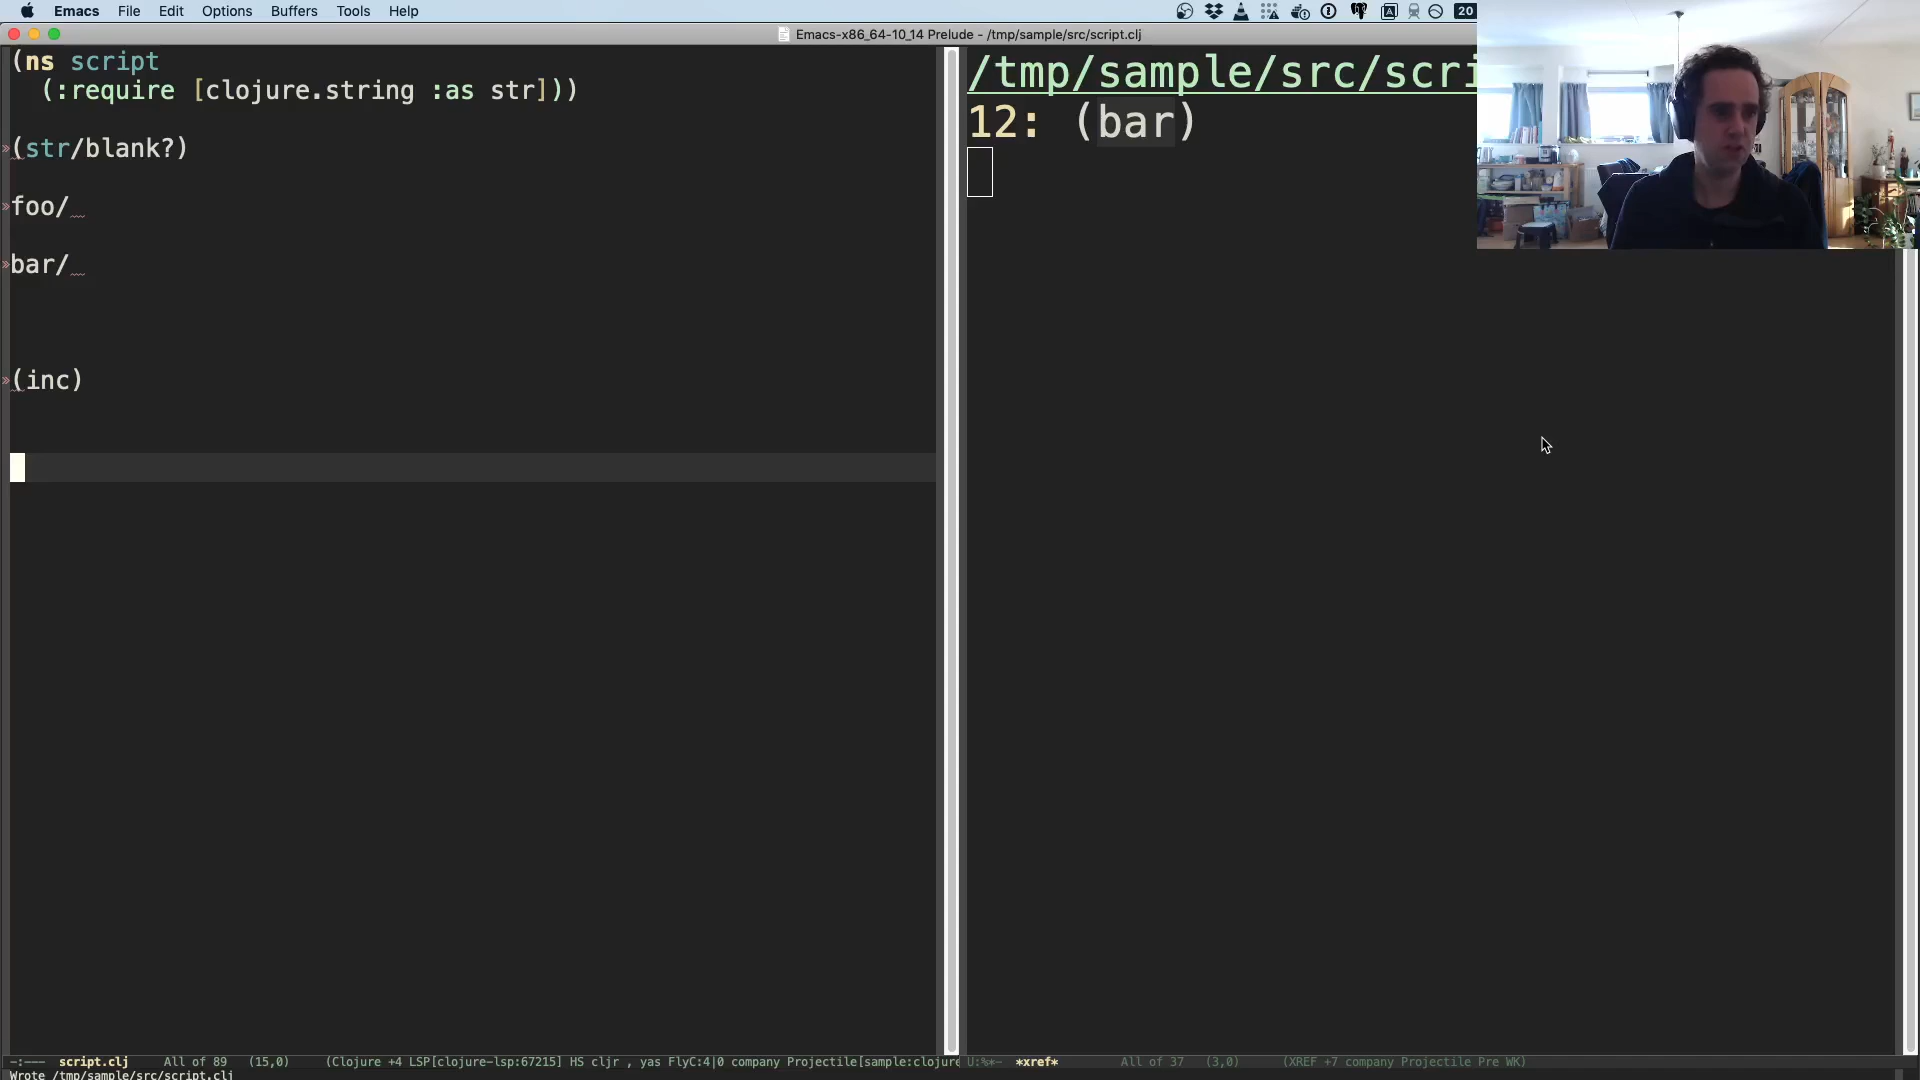 Emacs File Edit Options Buffers Tools Help
20
Emacs-x86_64-10_14 Prelude - /tmp/sample/src/script.clj
(ns script
(:require [clojure.string :as str]))
(str/blank?)
foo/
bar/
(inc)
/tmp/sample/src/scri
12: (bar)
-:--- script.clj All of 89 (15,0) (Clojure +4 LSP[clojure-lsp:67215] HS cljr , yas FlyC:4|0 company Projectile[sample:clojure
U:%*- *xref* All of 37 (3,0) (XREF +7 company Projectile Pre WK)
Wrote /tmp/sample/src/script.clj